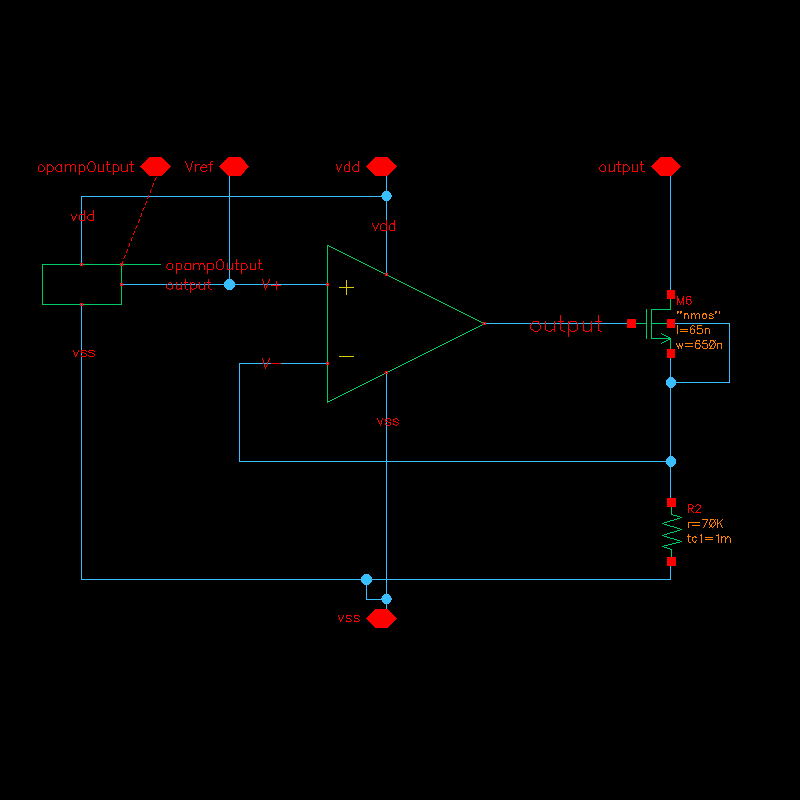 opampOutput Vref vdd output
vdd
vdd
opampOutput
output V+
+
M6
"nmos"
l=65n
output
w=650n
vss
V-
vss
R2
r=70K
tc1=1m
vss